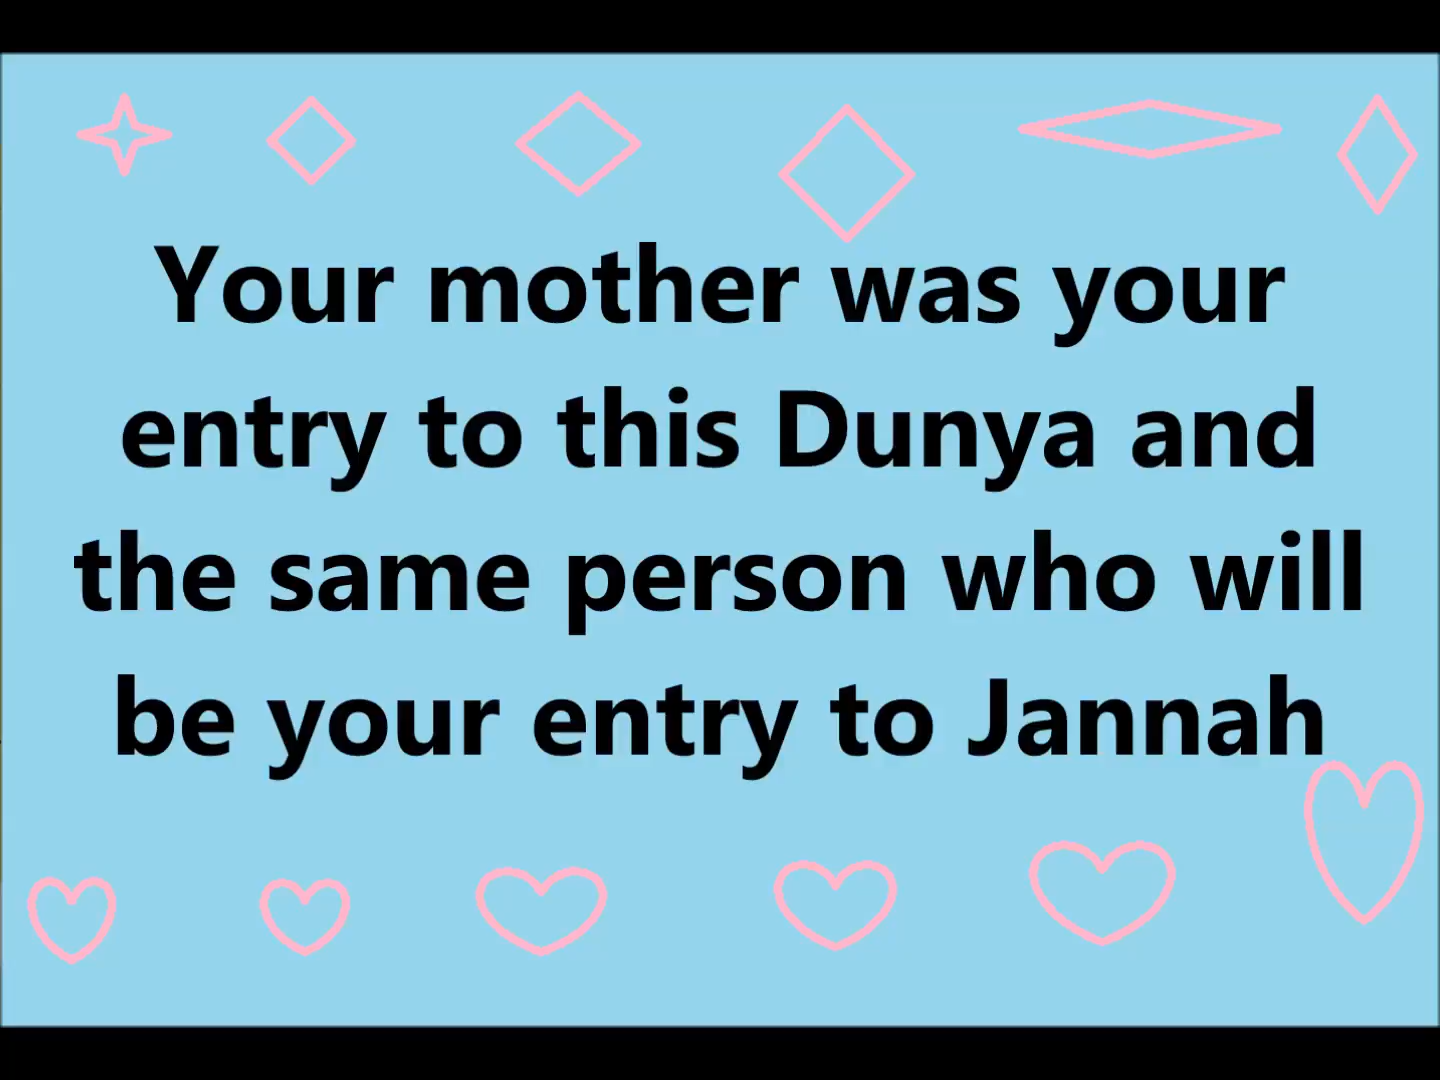 Your mother was your
entry to this Dunya and
the same person who will
be your entry to Jannah